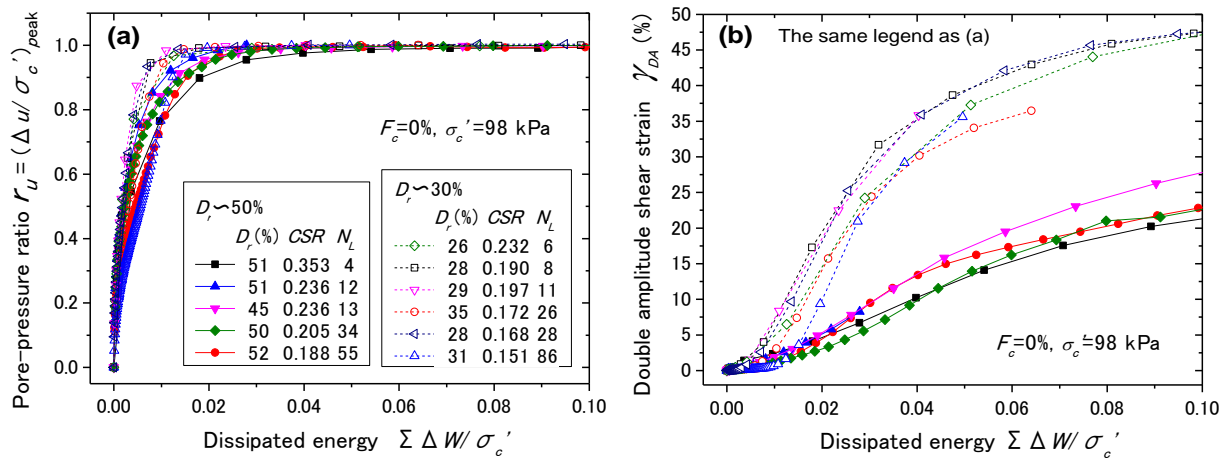 (a)
Pore-pressure ratio r_u = (Δu/σ_c')_peak
1.0
0.8
0.6
0.4
0.2
0.0
F_c=0%, σ_c'=98 kPa
D_r∽50%
D_r(%) CSR N_L
51 0.353 4
51 0.236 12
45 0.236 13
50 0.205 34
52 0.188 55
D_r∽30%
D_r(%) CSR N_L
26 0.232 6
28 0.190 8
29 0.197 11
35 0.172 26
28 0.168 28
31 0.151 86
0.00 0.02 0.04 0.06 0.08 0.10
Dissipated energy ΣΔW/σ_c'
(b) The same legend as (a)
Double amplitude shear strain γ_DA (%)
50
45
40
35
30
25
20
15
10
5
0
F_c=0%, σ_c'=98 kPa
0.00 0.02 0.04 0.06 0.08 0.10
Dissipated energy ΣΔW/σ_c'